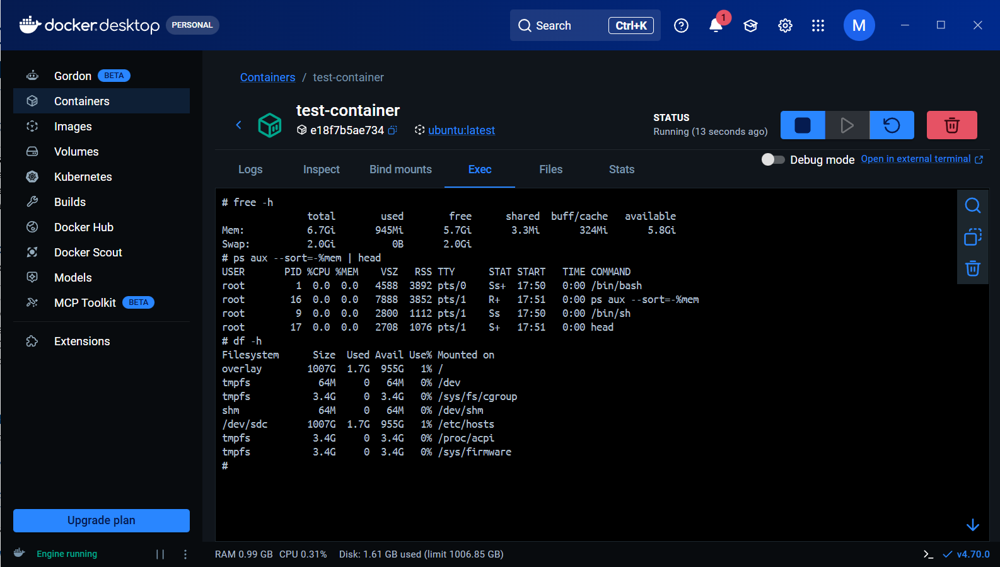 docker.desktop PERSONAL Search Ctrl+K 1 M
Gordon BETA
Containers
Images
Volumes
Kubernetes
Builds
Docker Hub
Docker Scout
Models
MCP Toolkit BETA
Extensions
Upgrade plan
Containers / test-container
test-container
e18f7b5ae734 ubuntu:latest
STATUS
Running (13 seconds ago)
Logs Inspect Bind mounts Exec Files Stats
Debug mode Open in external terminal
# free -h
               total        used        free      shared  buff/cache   available
Mem:           6.7Gi       945Mi       5.7Gi       3.3Mi       324Mi       5.8Gi
Swap:          2.0Gi          0B       2.0Gi
# ps aux --sort=-%mem | head
USER       PID %CPU %MEM    VSZ   RSS TTY      STAT START   TIME COMMAND
root         1  0.0  0.0   4588  3892 pts/0    Ss+  17:50   0:00 /bin/bash
root        16  0.0  0.0   7888  3852 pts/1    R+   17:51   0:00 ps aux --sort=-%mem
root         9  0.0  0.0   2800  1112 pts/1    Ss   17:50   0:00 /bin/sh
root        17  0.0  0.0   2708  1076 pts/1    S+   17:51   0:00 head
# df -h
Filesystem      Size  Used Avail Use% Mounted on
overlay        1007G  1.7G  955G   1% /
tmpfs            64M     0   64M   0% /dev
tmpfs           3.4G     0  3.4G   0% /sys/fs/cgroup
shm              64M     0   64M   0% /dev/shm
/dev/sdc       1007G  1.7G  955G   1% /etc/hosts
tmpfs           3.4G     0  3.4G   0% /proc/acpi
tmpfs           3.4G     0  3.4G   0% /sys/firmware
#
Engine running RAM 0.99 GB CPU 0.31% Disk: 1.61 GB used (limit 1006.85 GB) v4.70.0